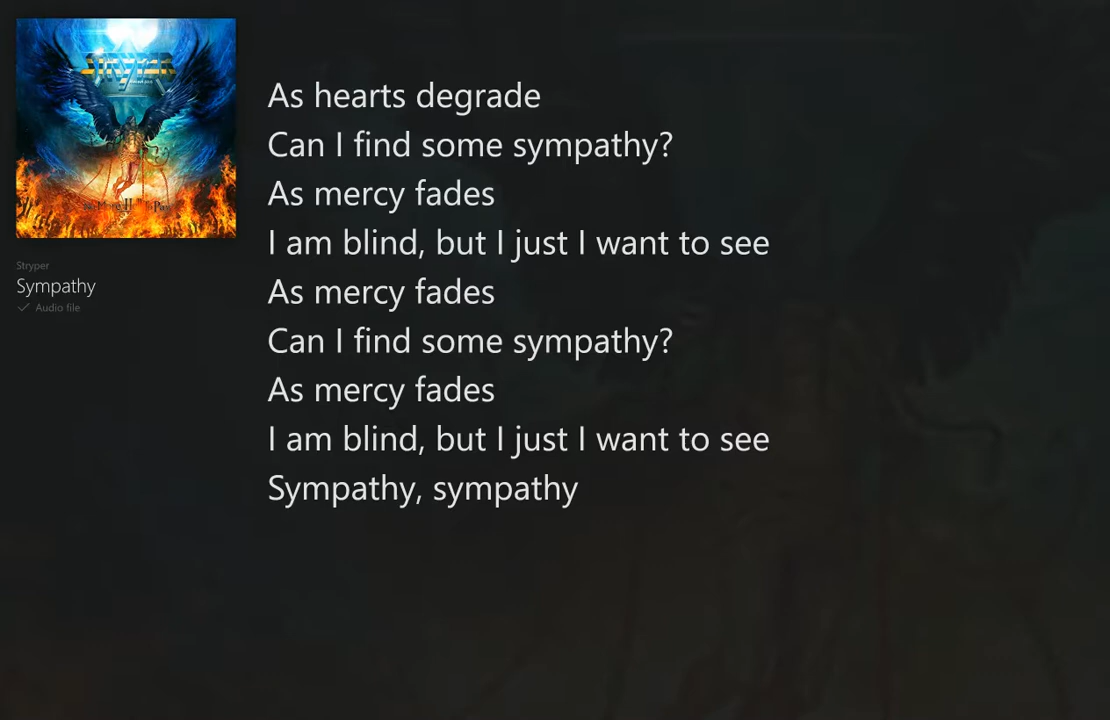 STRYPER
Stryper
Sympathy
Audio file
As hearts degrade
Can I find some sympathy?
As mercy fades
I am blind, but I just I want to see
As mercy fades
Can I find some sympathy?
As mercy fades
I am blind, but I just I want to see
Sympathy, sympathy